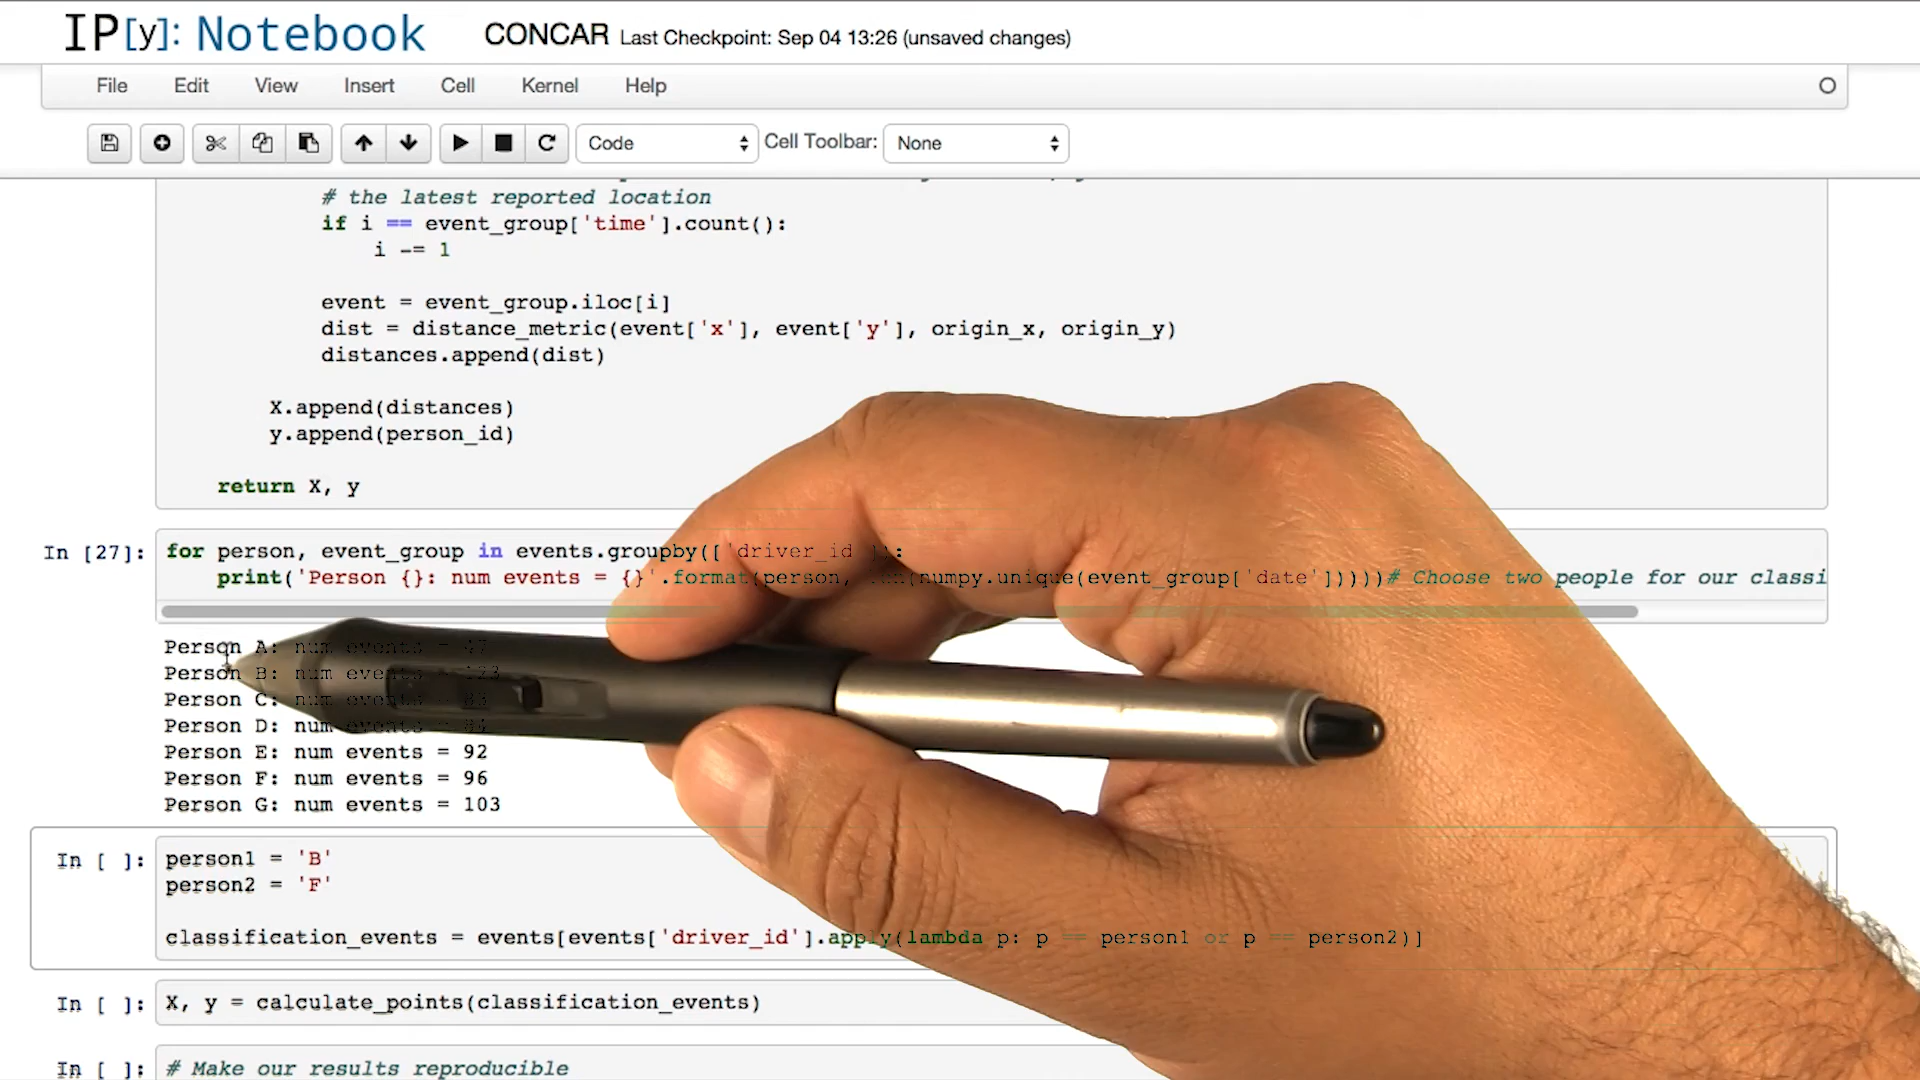 IP[y]: Notebook CONCAR Last Checkpoint: Sep 04 13:26 (unsaved changes)
File Edit View Insert Cell Kernel Help
Code Cell Toolbar: None
# the latest reported location
if i == event_group['time'].count():
i -= 1
event = event_group.iloc[i]
dist = distance_metric(event['x'], event['y'], origin_x, origin_y)
distances.append(dist)
X.append(distances)
y.append(person_id)
return X, y
In [27]: for person, event_group in events.groupby(['driver_id']):
print('Person {}: num events = {}'.format(person, len(numpy.unique(event_group['date']))))# Choose two people for our classi
Person A: num events = 47
Person B: num events = 123
Person C: num events =
Person D: num events =
Person E: num events = 92
Person F: num events = 96
Person G: num events = 103
In [ ]: person1 = 'B'
person2 = 'F'
classification_events = events[events['driver_id'].apply(lambda p: p == person1 or p == person2)]
In [ ]: X, y = calculate_points(classification_events)
In [ ]: # Make our results reproducible